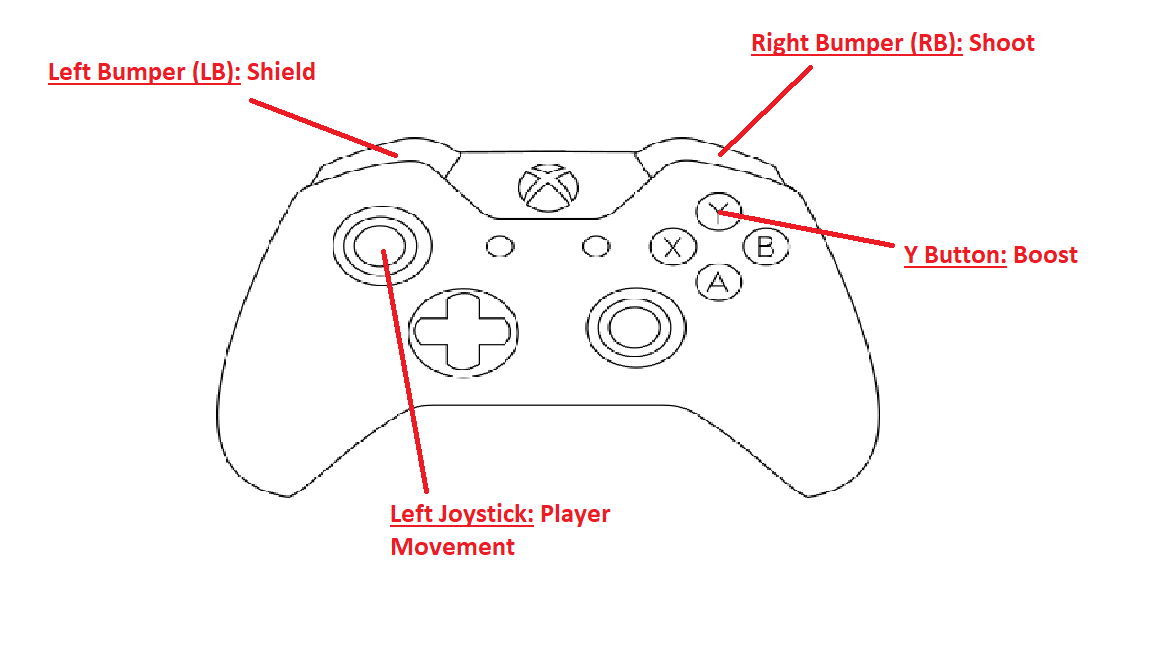 Right Bumper (RB): Shoot
Left Bumper (LB): Shield
Y
X
B
A
Y Button: Boost
Left Joystick: Player
Movement